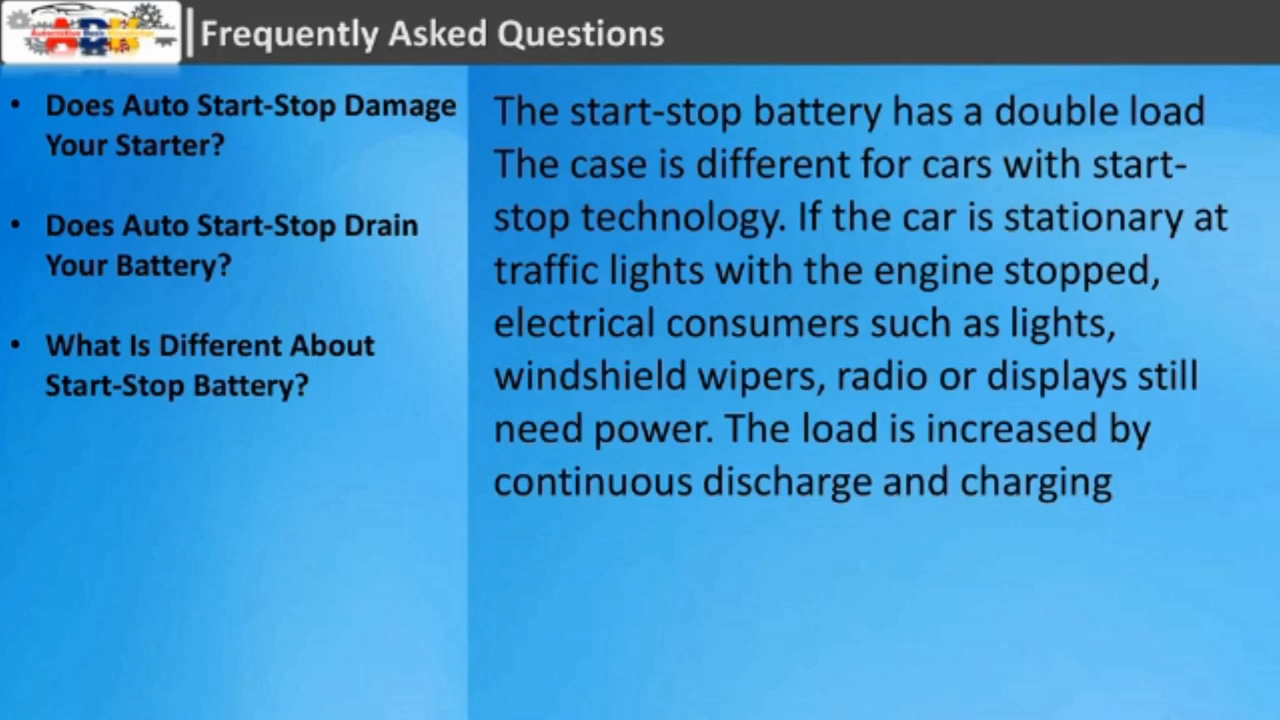 Frequently Asked Questions
• Does Auto Start-Stop Damage
Your Starter?
• Does Auto Start-Stop Drain
Your Battery?
• What Is Different About
Start-Stop Battery?
The start-stop battery has a double load
The case is different for cars with start-
stop technology. If the car is stationary at
traffic lights with the engine stopped,
electrical consumers such as lights,
windshield wipers, radio or displays still
need power. The load is increased by
continuous discharge and charging